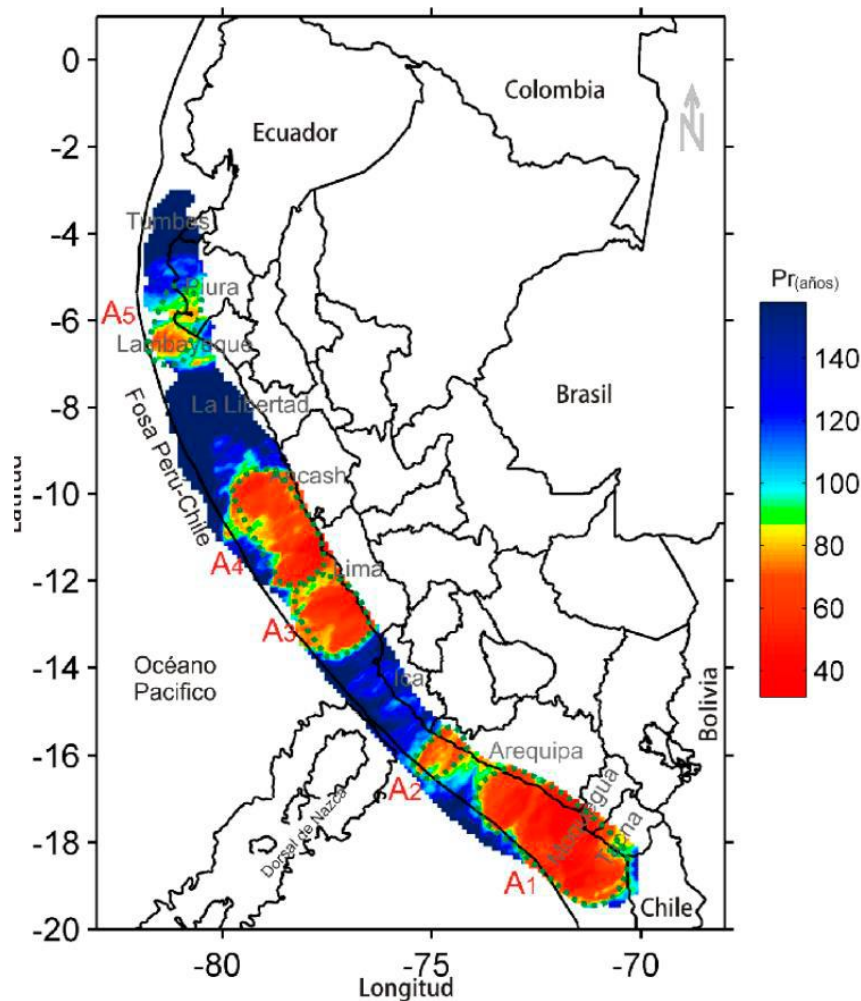 0
-2
-4
-6
-8
-10
-12
-14
-16
-18
-20
Latitud
Colombia
Ecuador
N
Tumbes
Piura
A5
Lambayeque
La Libertad
Fosa Peru-Chile
Brasil
Ancash
A4
Lima
A3
Océano
Pacifico
Ica
Bolivia
Arequipa
A2
Dorsal de Nazca
Moquegua
Tacna
A1
Chile
-80
-75
-70
Longitud
Pr(años)
140
120
100
80
60
40